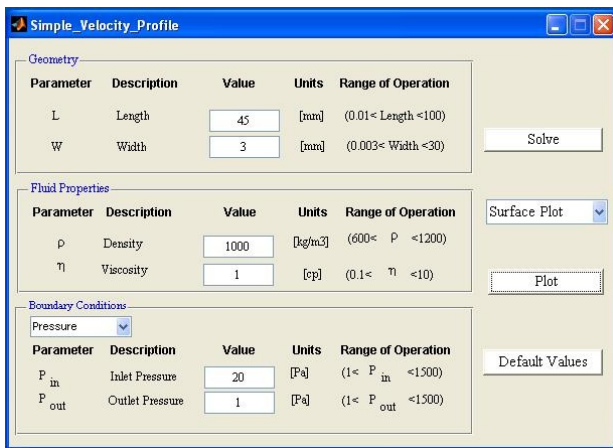 Simple_Velocity_Profile
Geometry
Parameter Description Value Units Range of Operation
L Length 45 [mm] (0.01< Length <100)
W Width 3 [mm] (0.003< Width <30)
Solve
Fluid Properties
Parameter Description Value Units Range of Operation
ρ Density 1000 [kg/m3] (600< ρ <1200)
η Viscosity 1 [cp] (0.1< η <10)
Surface Plot
Plot
Boundary Conditions
Pressure
Parameter Description Value Units Range of Operation
P in Inlet Pressure 20 [Pa] (1< P in <1500)
P out Outlet Pressure 1 [Pa] (1< P out <1500)
Default Values